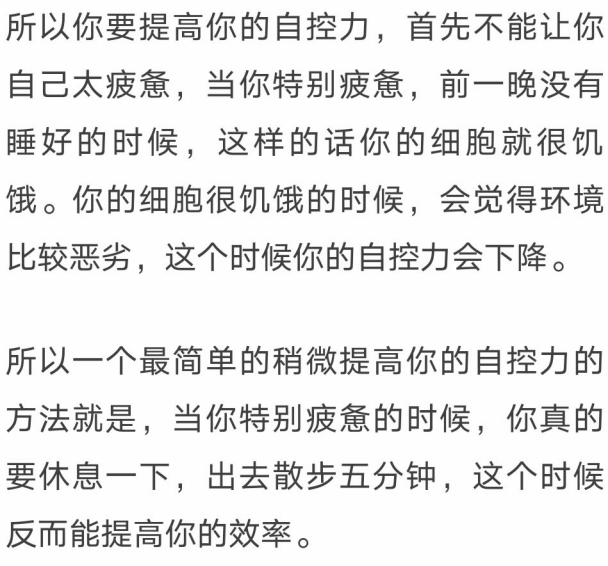 所以你要提高你的自控力，首先不能让你
自己太疲惫，当你特别疲惫，前一晚没有
睡好的时候，这样的话你的细胞就很饥
饿。你的细胞很饥饿的时候，会觉得环境
比较恶劣，这个时候你的自控力会下降。
所以一个最简单的稍微提高你的自控力的
方法就是，当你特别疲惫的时候，你真的
要休息一下，出去散步五分钟，这个时候
反而能提高你的效率。